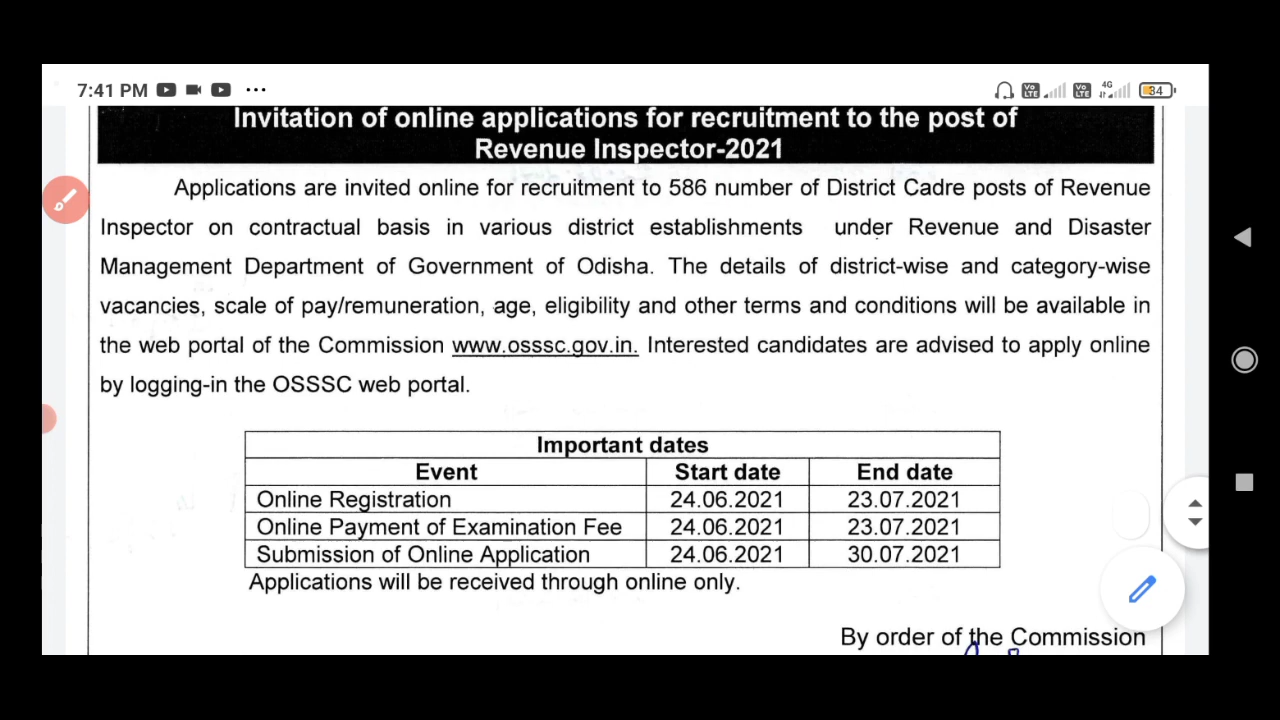 7:41 PM ...
Vo LTE Vo LTE 4G 34
Invitation of online applications for recruitment to the post of
Revenue Inspector-2021
Applications are invited online for recruitment to 586 number of District Cadre posts of Revenue
Inspector on contractual basis in various district establishments under Revenue and Disaster
Management Department of Government of Odisha. The details of district-wise and category-wise
vacancies, scale of pay/remuneration, age, eligibility and other terms and conditions will be available in
the web portal of the Commission www.osssc.gov.in. Interested candidates are advised to apply online
by logging-in the OSSSC web portal.
Important dates
Event Start date End date
Online Registration 24.06.2021 23.07.2021
Online Payment of Examination Fee 24.06.2021 23.07.2021
Submission of Online Application 24.06.2021 30.07.2021
Applications will be received through online only.
By order of the Commission